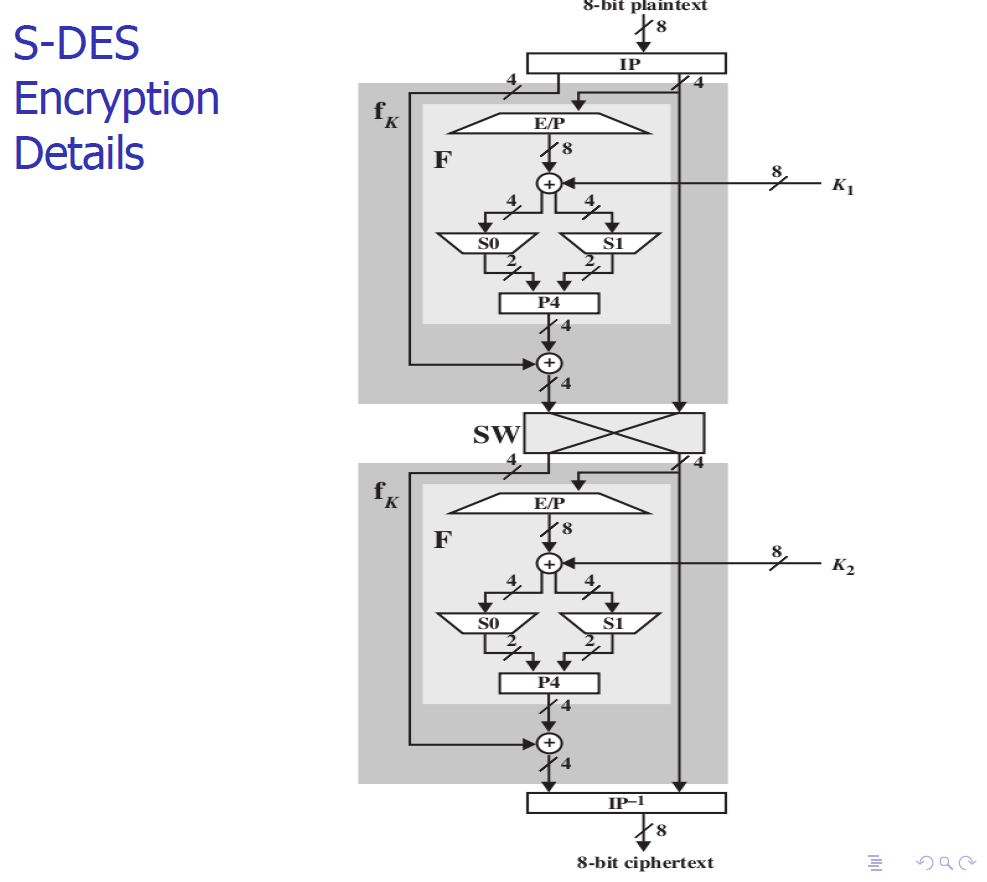 S-DES
Encryption
Details
8-bit plaintext
8
IP
4
4
f_K
E/P
F
8
+
8
K₁
4
4
S0
S1
2
2
P4
4
+
4
SW
4
4
f_K
E/P
F
8
+
8
K₂
4
4
S0
S1
2
2
P4
4
+
4
IP⁻¹
8
8-bit ciphertext